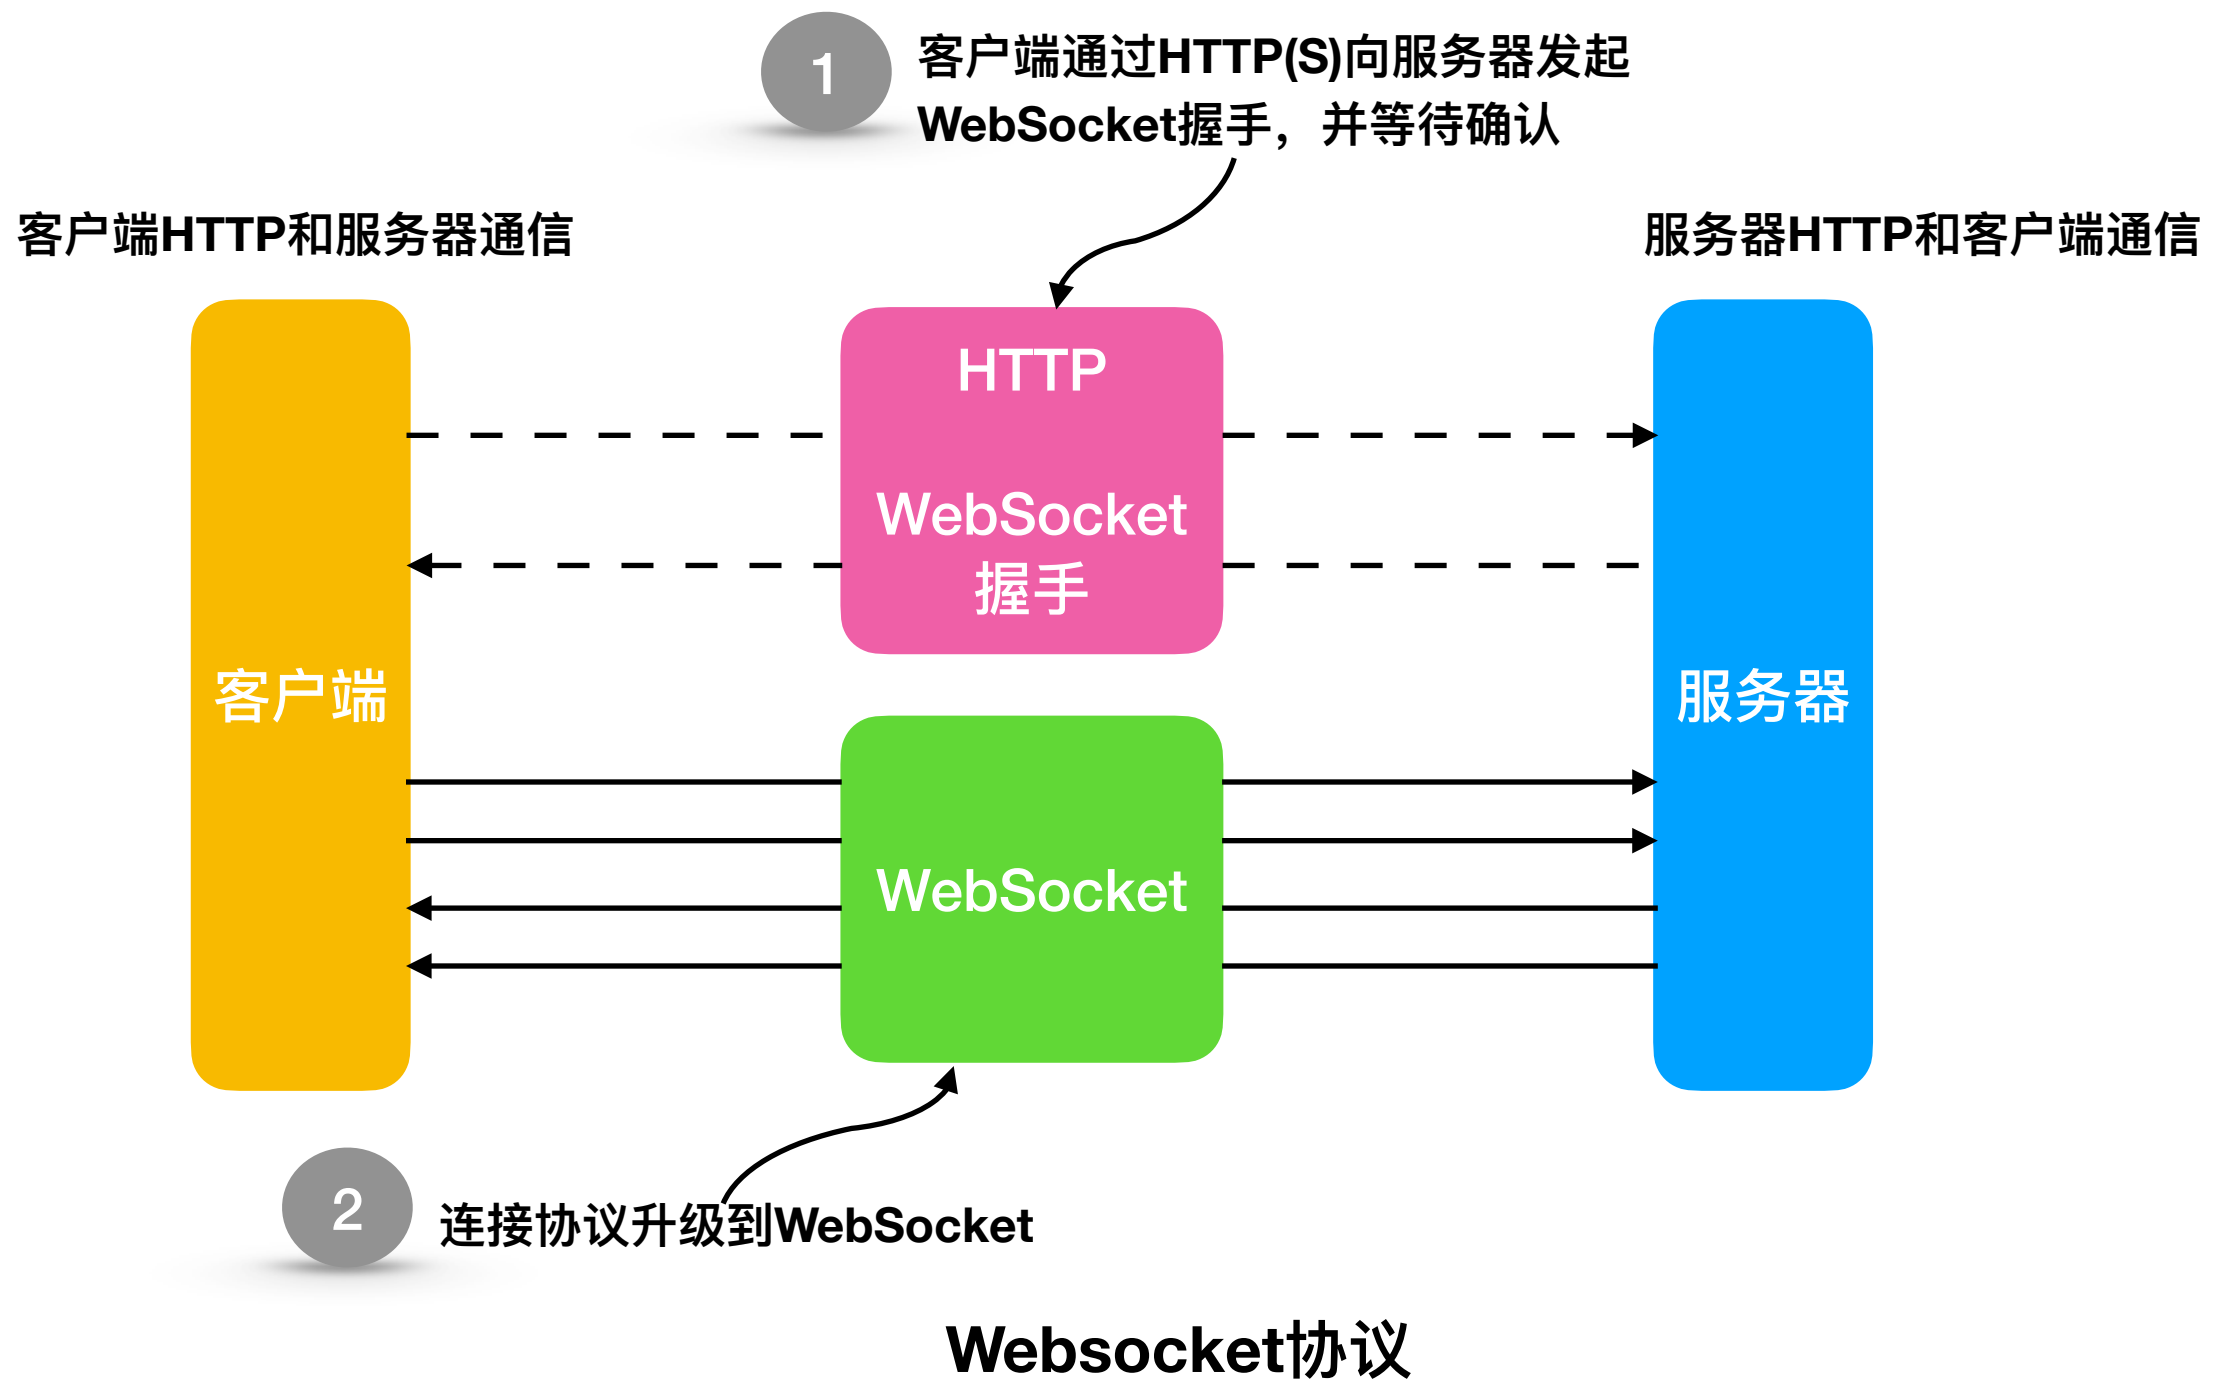 1
客户端通过HTTP(S)向服务器发起
WebSocket握手，并等待确认
客户端HTTP和服务器通信
服务器HTTP和客户端通信
HTTP
WebSocket
握手
客户端
服务器
WebSocket
2
连接协议升级到WebSocket
Websocket协议